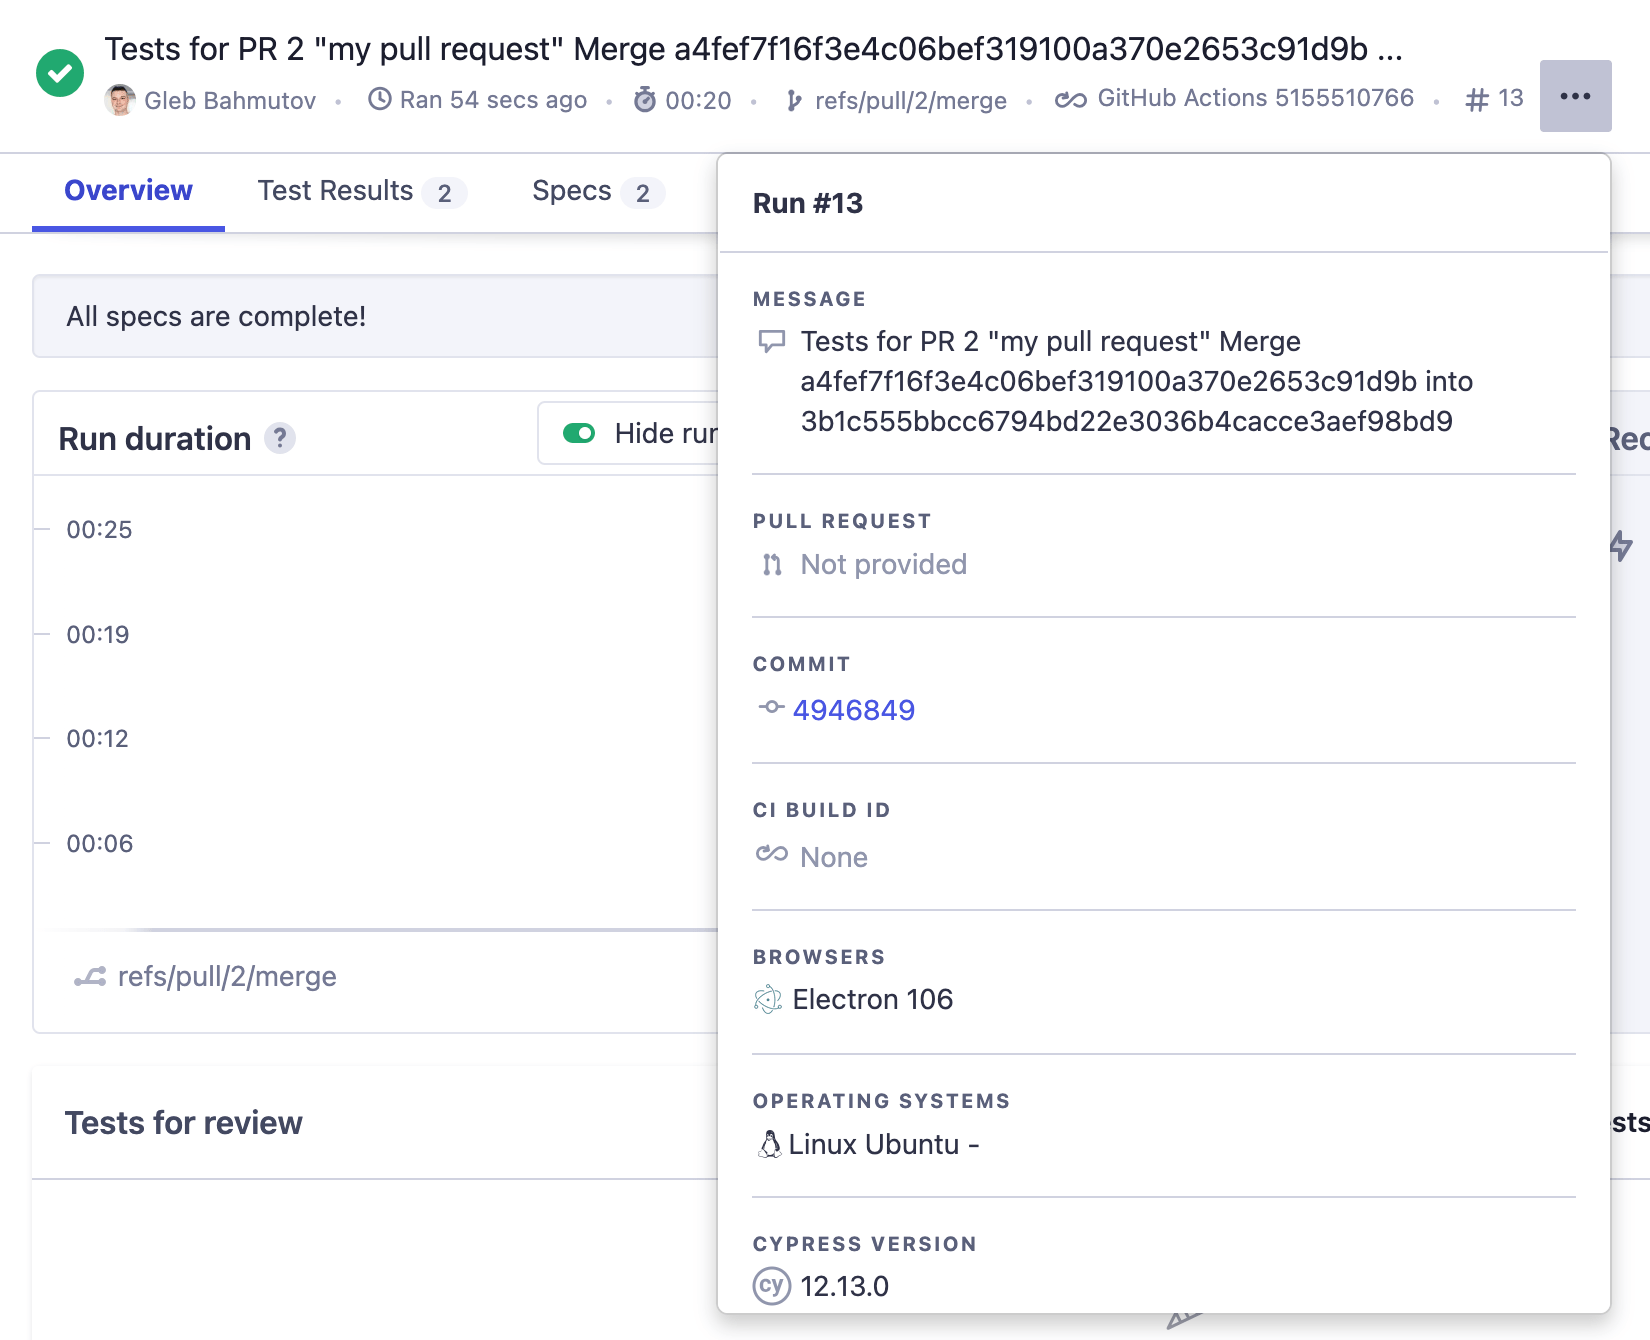 Tests for PR 2 "my pull request" Merge a4fef7f16f3e4c06bef319100a370e2653c91d9b ...
Gleb Bahmutov · Ran 54 secs ago · 00:20 · refs/pull/2/merge · GitHub Actions 5155510766 · # 13
Overview Test Results 2 Specs 2
All specs are complete!
Run duration ?
Hide run
00:25
00:19
00:12
00:06
refs/pull/2/merge
Tests for review
Run #13
MESSAGE
Tests for PR 2 "my pull request" Merge
a4fef7f16f3e4c06bef319100a370e2653c91d9b into
3b1c555bbcc6794bd22e3036b4cacce3aef98bd9
PULL REQUEST
Not provided
COMMIT
4946849
CI BUILD ID
None
BROWSERS
Electron 106
OPERATING SYSTEMS
Linux Ubuntu -
CYPRESS VERSION
cy 12.13.0